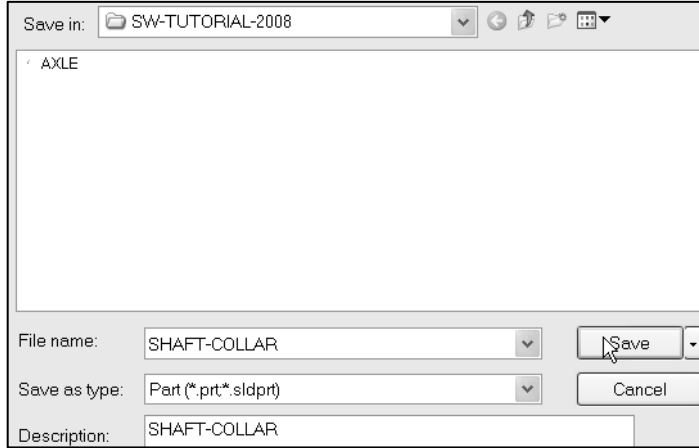 Save in: SW-TUTORIAL-2008
AXLE
File name: SHAFT-COLLAR Save
Save as type: Part (*.prt;*.sldprt) Cancel
Description: SHAFT-COLLAR